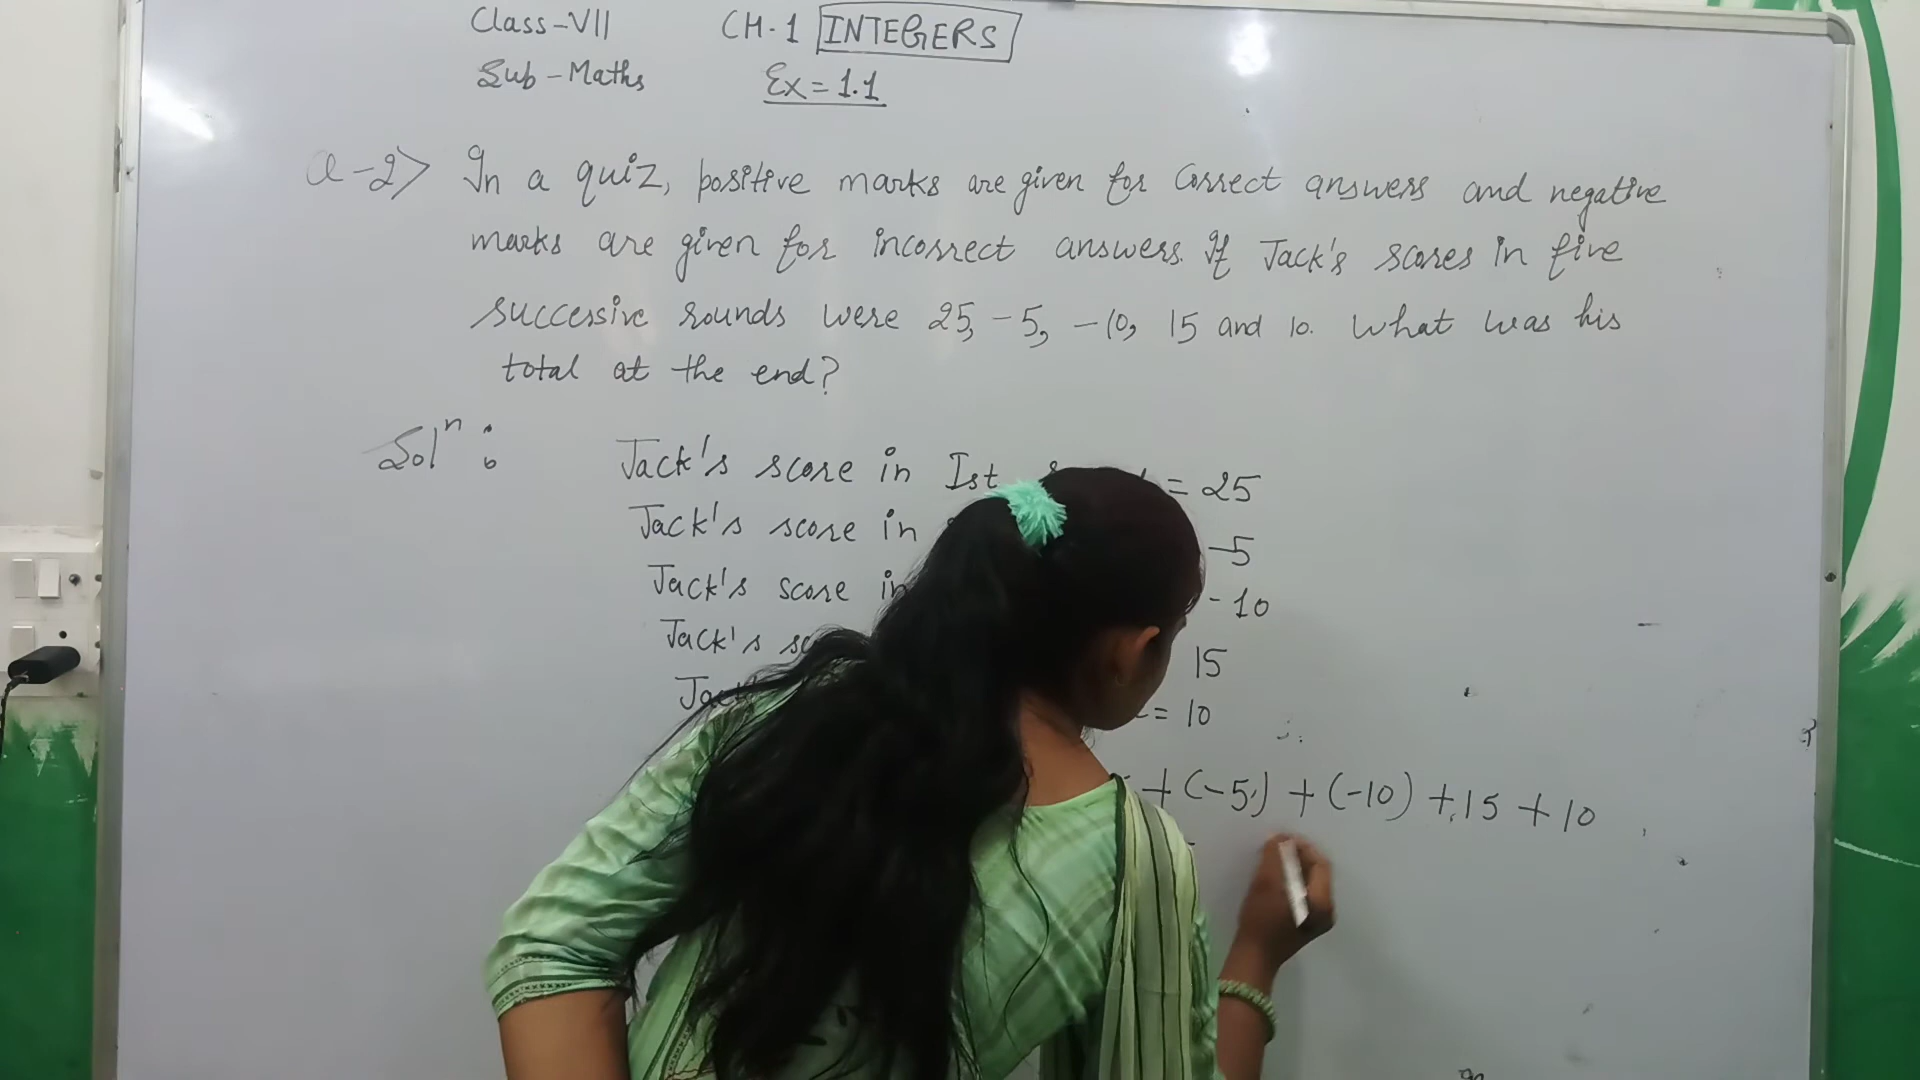 Class-VII CH.1 INTEGERS
Sub-Maths Ex=1.1
Q-2> In a quiz, positive marks are given for correct answers and negative
marks are given for incorrect answers. If Jack's scores in five
successive rounds were 25, -5, -10, 15 and 10. What was his
total at the end?
Solⁿ : Jack's score in Ist = 25
Jack's score in -5
Jack's score in -10
Jack's 15
= 10
+ (-5) + (-10) + 15 + 10